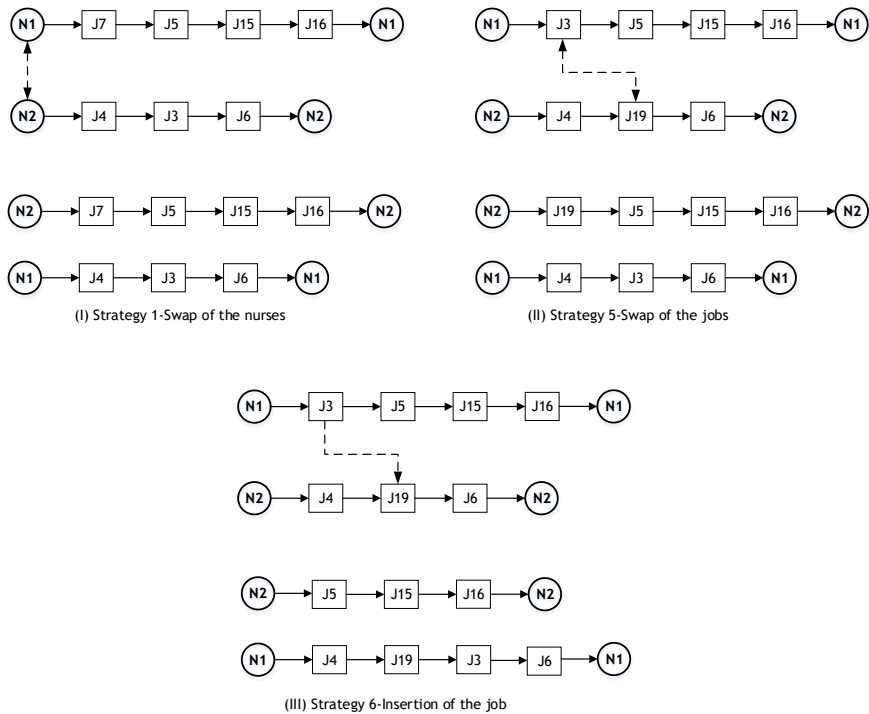 N1 J7 J5 J15 J16 N1
N2 J4 J3 J6 N2
N2 J7 J5 J15 J16 N2
N1 J4 J3 J6 N1
(I) Strategy 1-Swap of the nurses
N1 J3 J5 J15 J16 N1
N2 J4 J19 J6 N2
N2 J19 J5 J15 J16 N2
N1 J4 J3 J6 N1
(II) Strategy 5-Swap of the jobs
N1 J3 J5 J15 J16 N1
N2 J4 J19 J6 N2
N2 J5 J15 J16 N2
N1 J4 J19 J3 J6 N1
(III) Strategy 6-Insertion of the job